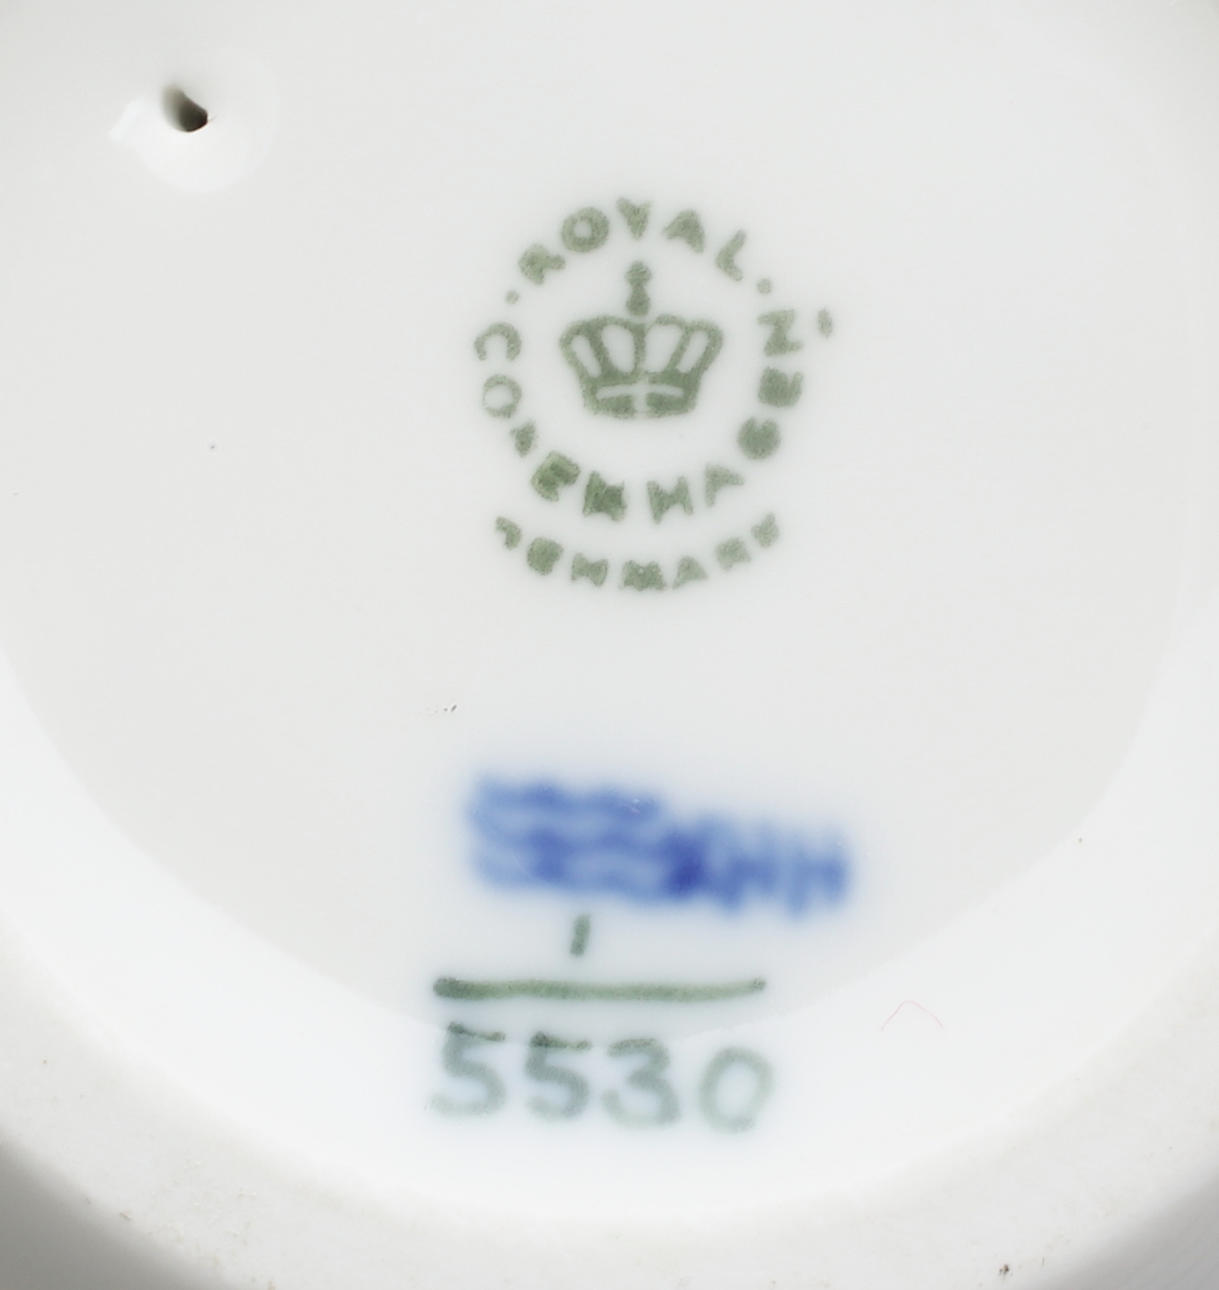 ROYAL
COPENHAGEN
DENMARK
1
5530